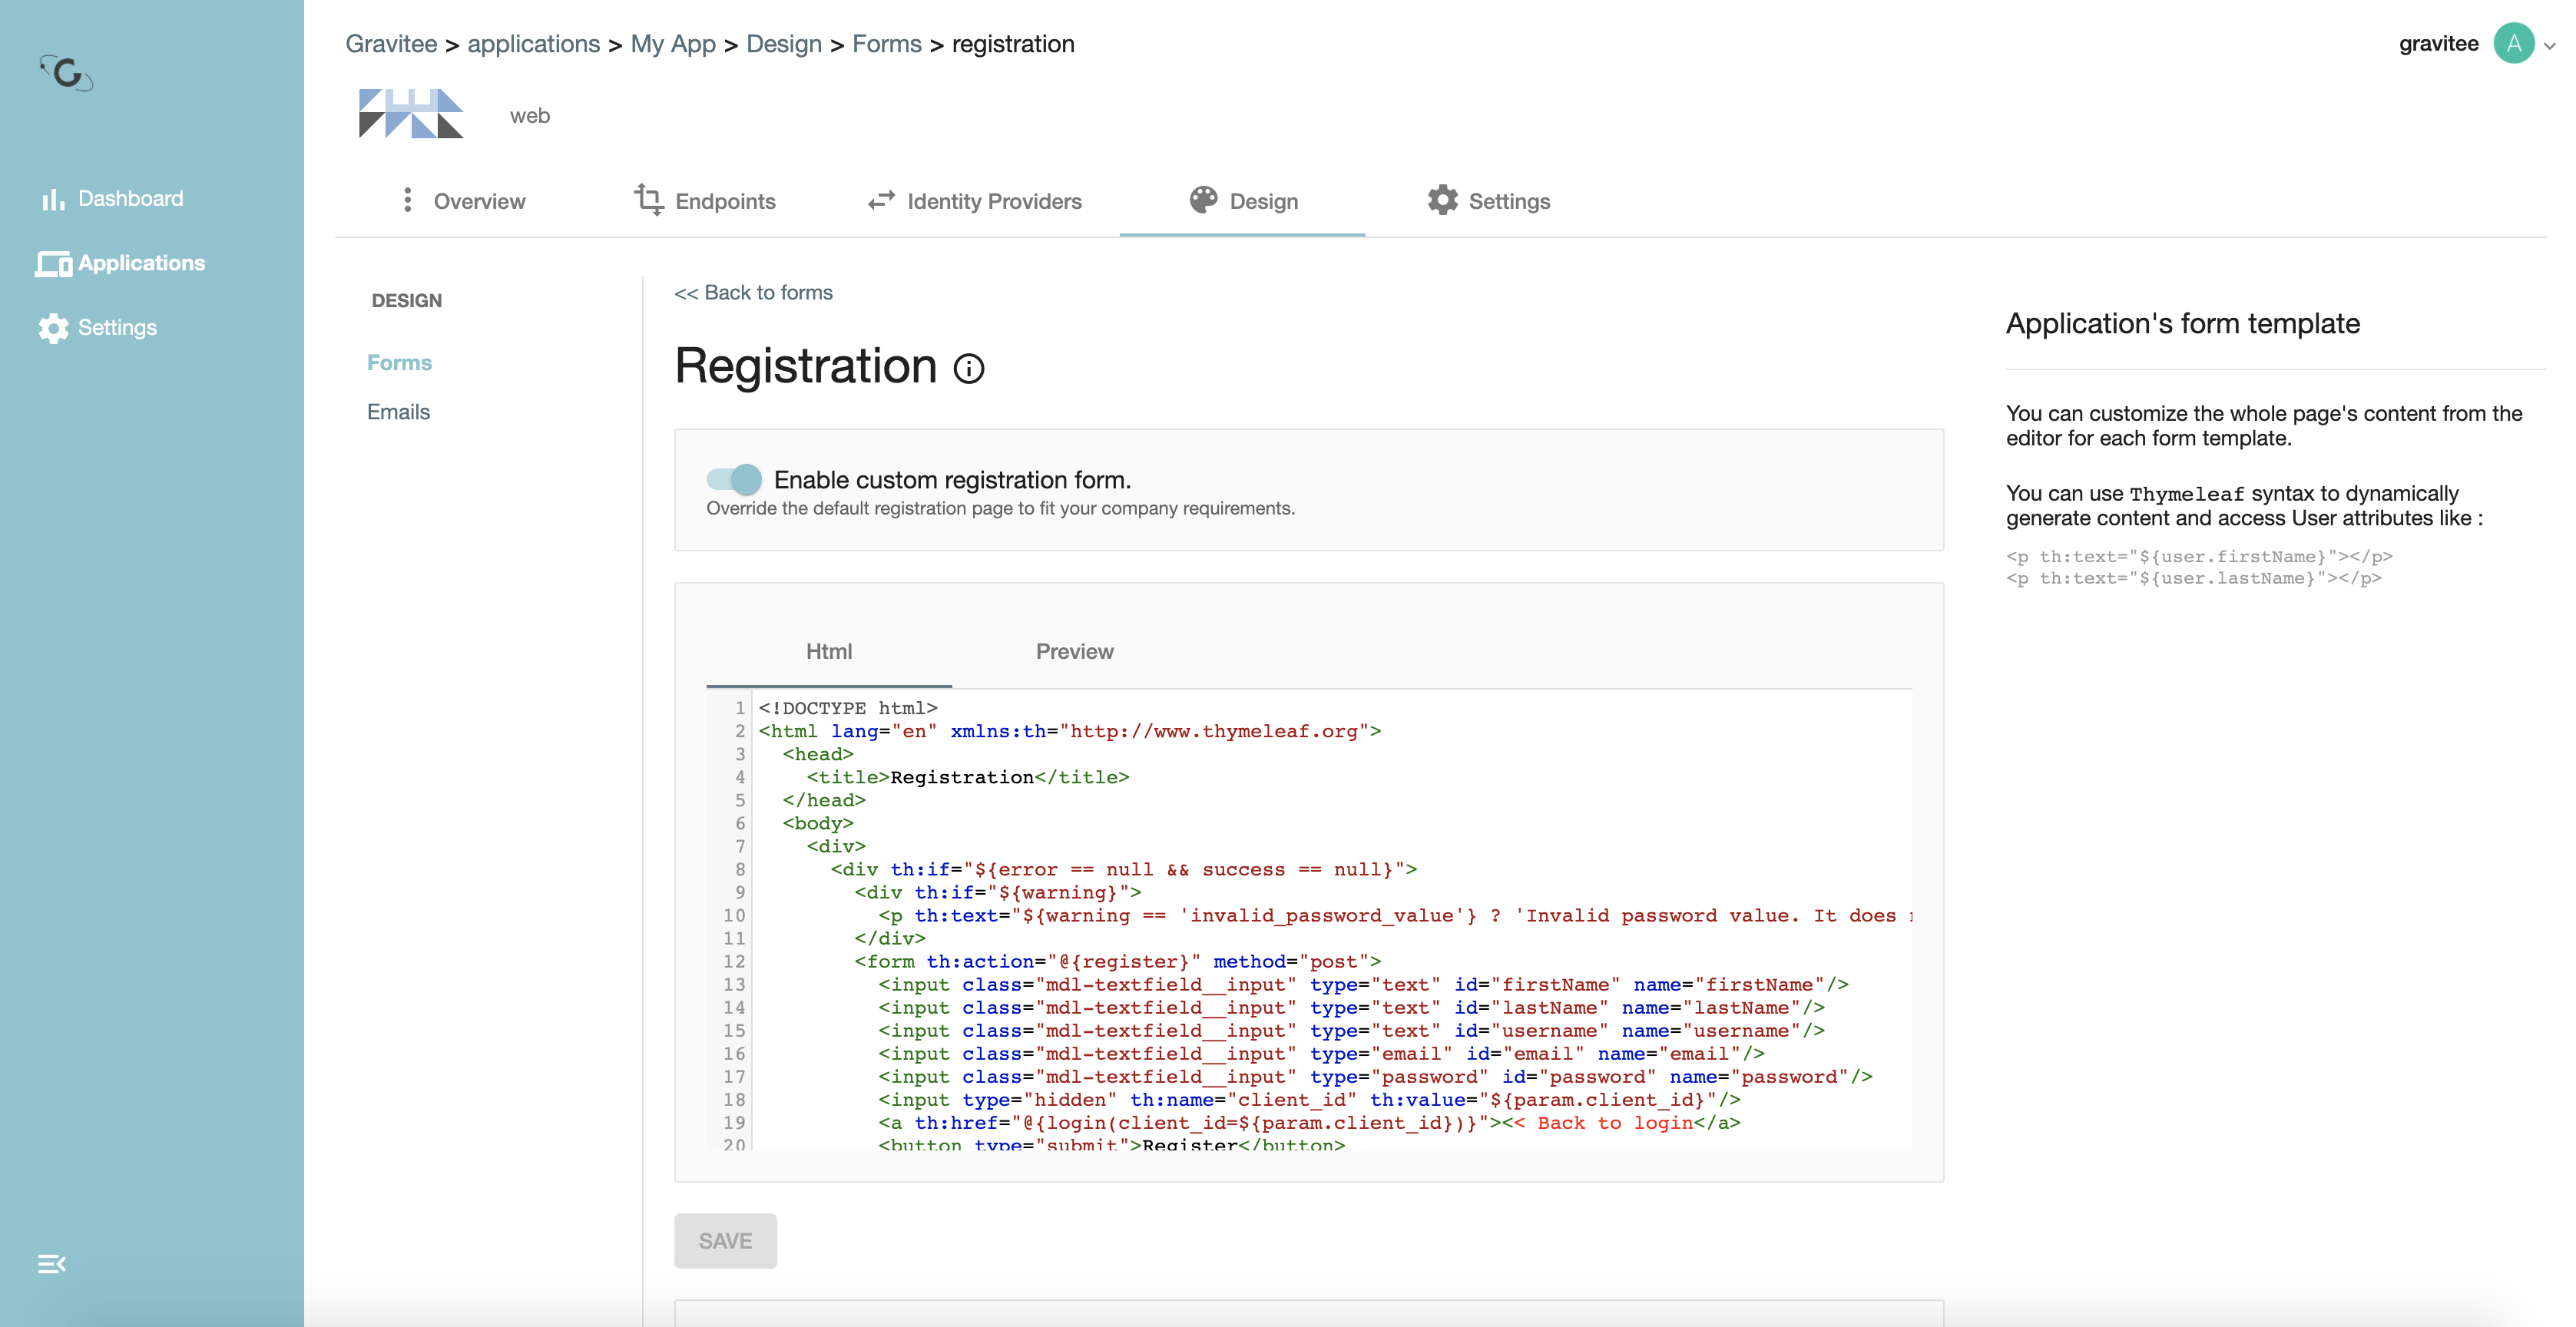 Gravitee > applications > My App > Design > Forms > registration
gravitee A
web
Dashboard
Applications
Settings
Overview
Endpoints
Identity Providers
Design
Settings
DESIGN
Forms
Emails
<< Back to forms
Registration
Enable custom registration form.
Override the default registration page to fit your company requirements.
Html
Preview
1 <!DOCTYPE html>
2 <html lang="en" xmlns:th="http://www.thymeleaf.org">
3 <head>
4 <title>Registration</title>
5 </head>
6 <body>
7 <div>
8 <div th:if="${error == null && success == null}">
9 <div th:if="${warning}">
10 <p th:text="${warning == 'invalid_password_value'} ? 'Invalid password value. It does
11 </div>
12 <form th:action="@{register}" method="post">
13 <input class="mdl-textfield__input" type="text" id="firstName" name="firstName"/>
14 <input class="mdl-textfield__input" type="text" id="lastName" name="lastName"/>
15 <input class="mdl-textfield__input" type="text" id="username" name="username"/>
16 <input class="mdl-textfield__input" type="email" id="email" name="email"/>
17 <input class="mdl-textfield__input" type="password" id="password" name="password"/>
18 <input type="hidden" th:name="client_id" th:value="${param.client_id}"/>
19 <a th:href="@{login(client_id=${param.client_id})}"><< Back to login</a>
20 <button type="submit">Register</button>
SAVE
Application's form template
You can customize the whole page's content from the
editor for each form template.
You can use Thymeleaf syntax to dynamically
generate content and access User attributes like :
<p th:text="${user.firstName}"></p>
<p th:text="${user.lastName}"></p>